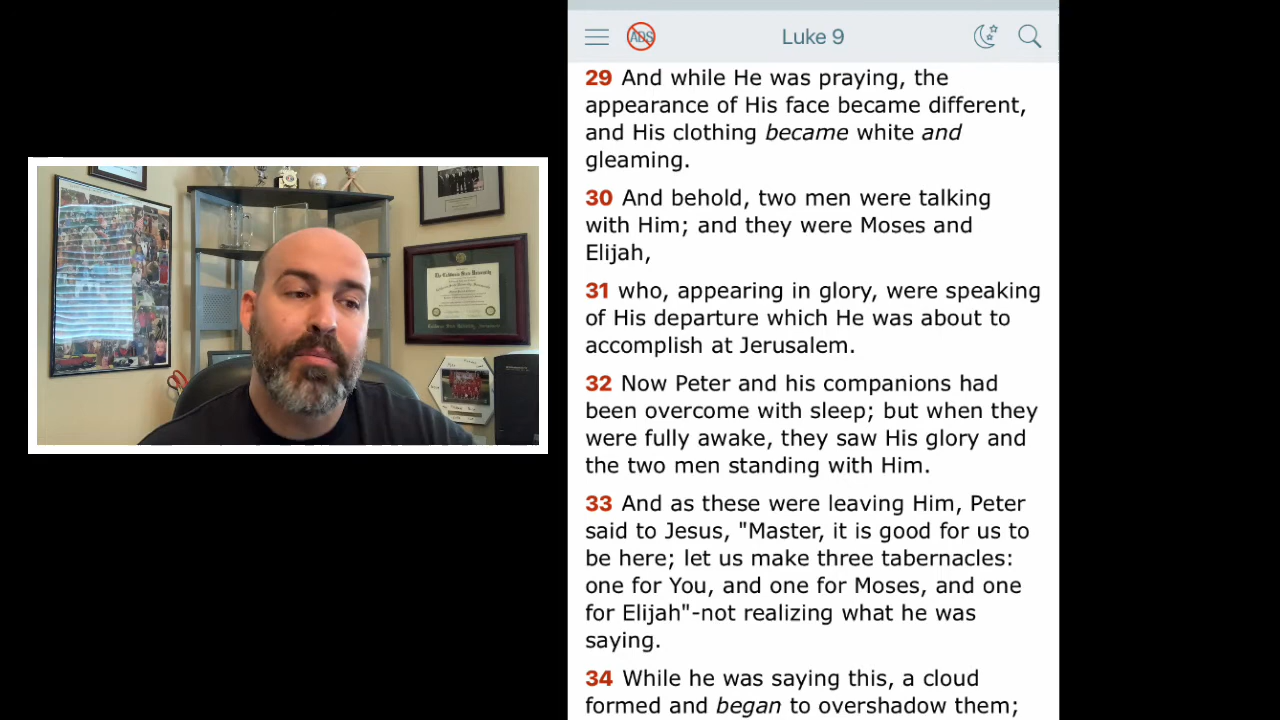 ADS
Luke 9
29 And while He was praying, the
appearance of His face became different,
and His clothing became white and
gleaming.
30 And behold, two men were talking
with Him; and they were Moses and
Elijah,
31 who, appearing in glory, were speaking
of His departure which He was about to
accomplish at Jerusalem.
32 Now Peter and his companions had
been overcome with sleep; but when they
were fully awake, they saw His glory and
the two men standing with Him.
33 And as these were leaving Him, Peter
said to Jesus, "Master, it is good for us to
be here; let us make three tabernacles:
one for You, and one for Moses, and one
for Elijah"-not realizing what he was
saying.
34 While he was saying this, a cloud
formed and began to overshadow them;
The California State University